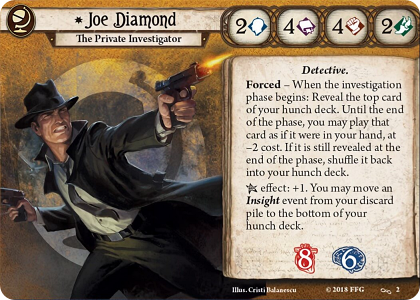 Joe Diamond
The Private Investigator
2 4 4 2
Detective.
Forced – When the investigation
phase begins: Reveal the top card
of your hunch deck. Until the end
of the phase, you may play that
card as if it were in your hand, at
–2 cost. If it is still revealed at the
end of the phase, shuffle it back
into your hunch deck.
effect: +1. You may move an
Insight event from your discard
pile to the bottom of
your hunch deck.
8 6
Illus. Cristi Balanescu © 2018 FFG 2